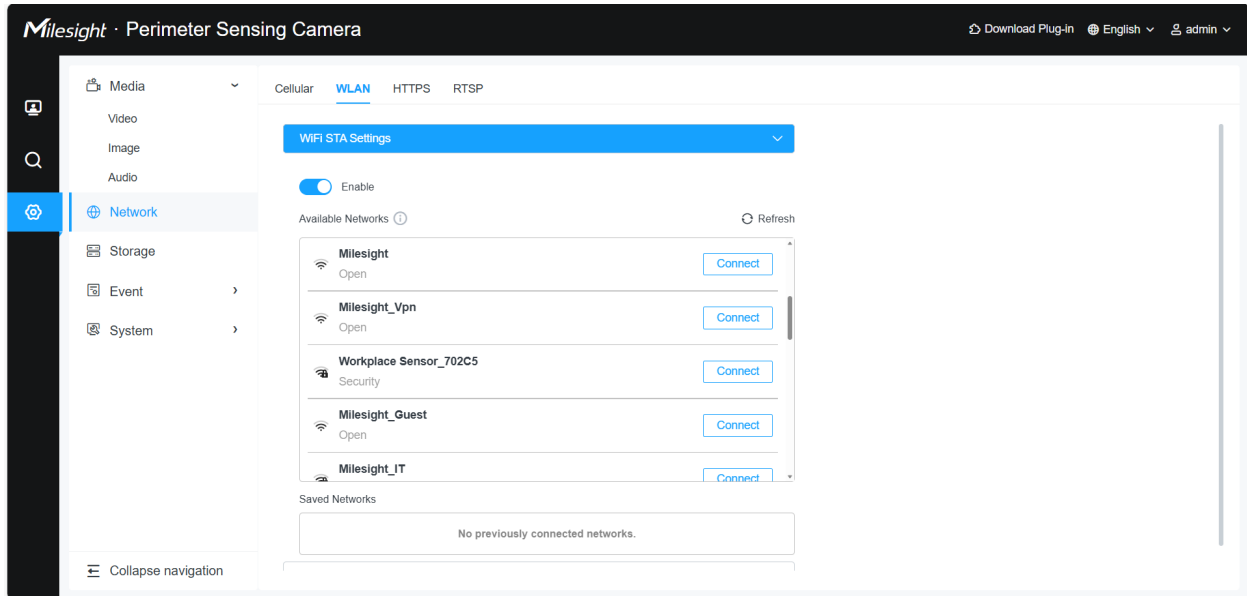 Milesight · Perimeter Sensing Camera
Download Plug-in English admin
Media
Video
Image
Audio
Network
Storage
Event
System
Collapse navigation
Cellular WLAN HTTPS RTSP
WiFi STA Settings
Enable
Available Networks Refresh
Milesight
Open
Connect
Milesight_Vpn
Open
Connect
Workplace Sensor_702C5
Security
Connect
Milesight_Guest
Open
Connect
Milesight_IT
Connect
Saved Networks
No previously connected networks.